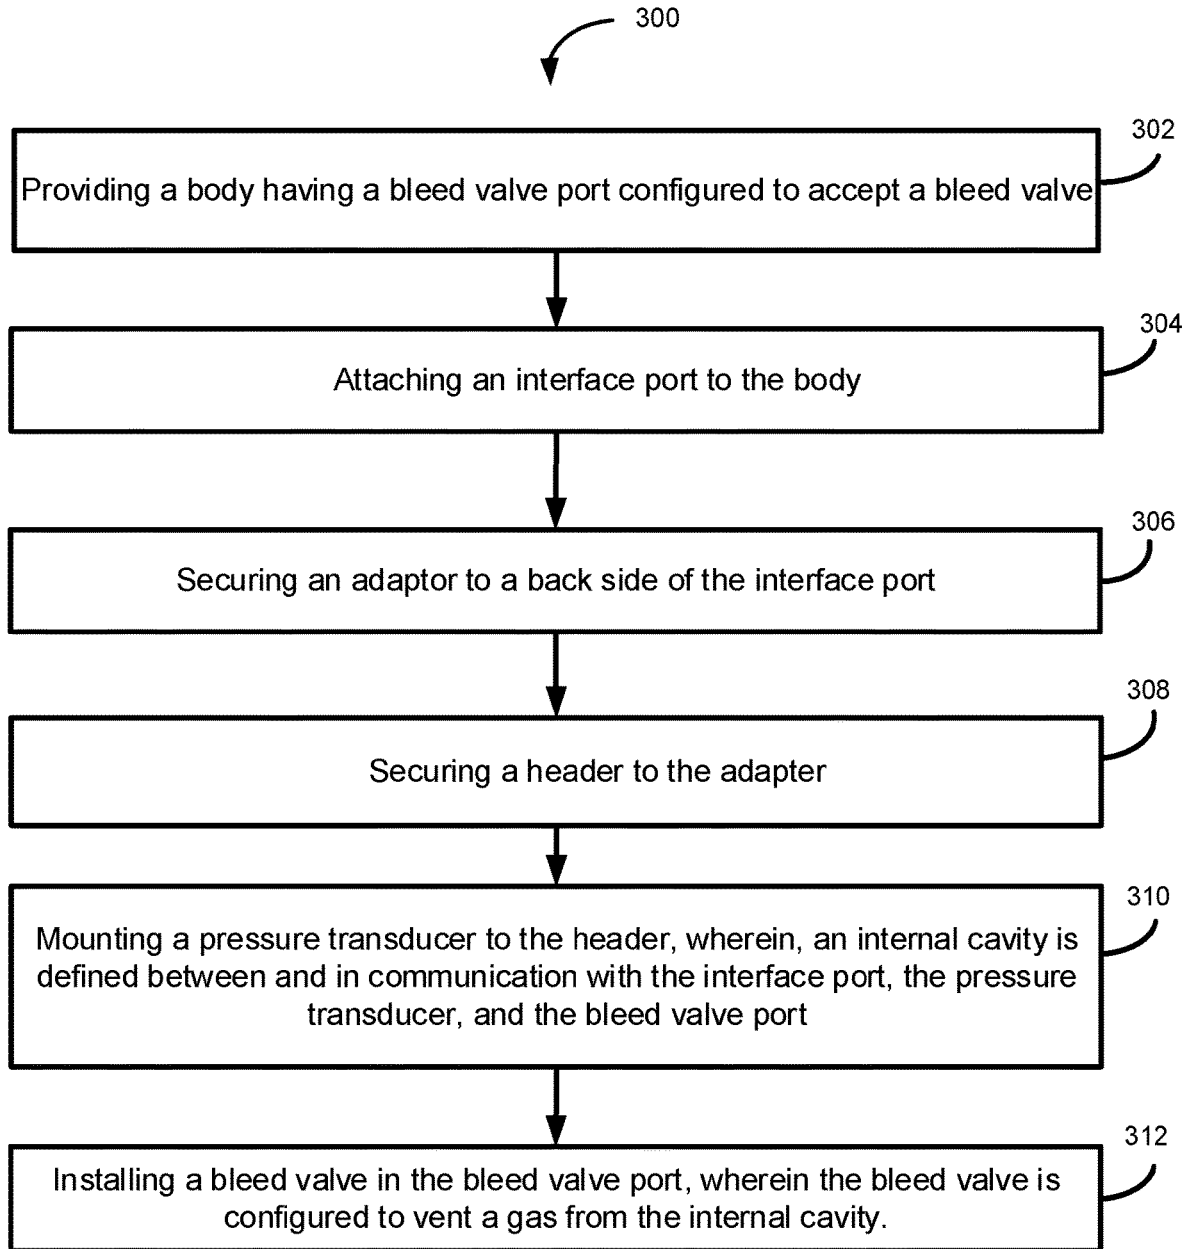 300
302
Providing a body having a bleed valve port configured to accept a bleed valve
304
Attaching an interface port to the body
306
Securing an adaptor to a back side of the interface port
308
Securing a header to the adapter
310
Mounting a pressure transducer to the header, wherein, an internal cavity is
defined between and in communication with the interface port, the pressure
transducer, and the bleed valve port
312
Installing a bleed valve in the bleed valve port, wherein the bleed valve is
configured to vent a gas from the internal cavity.